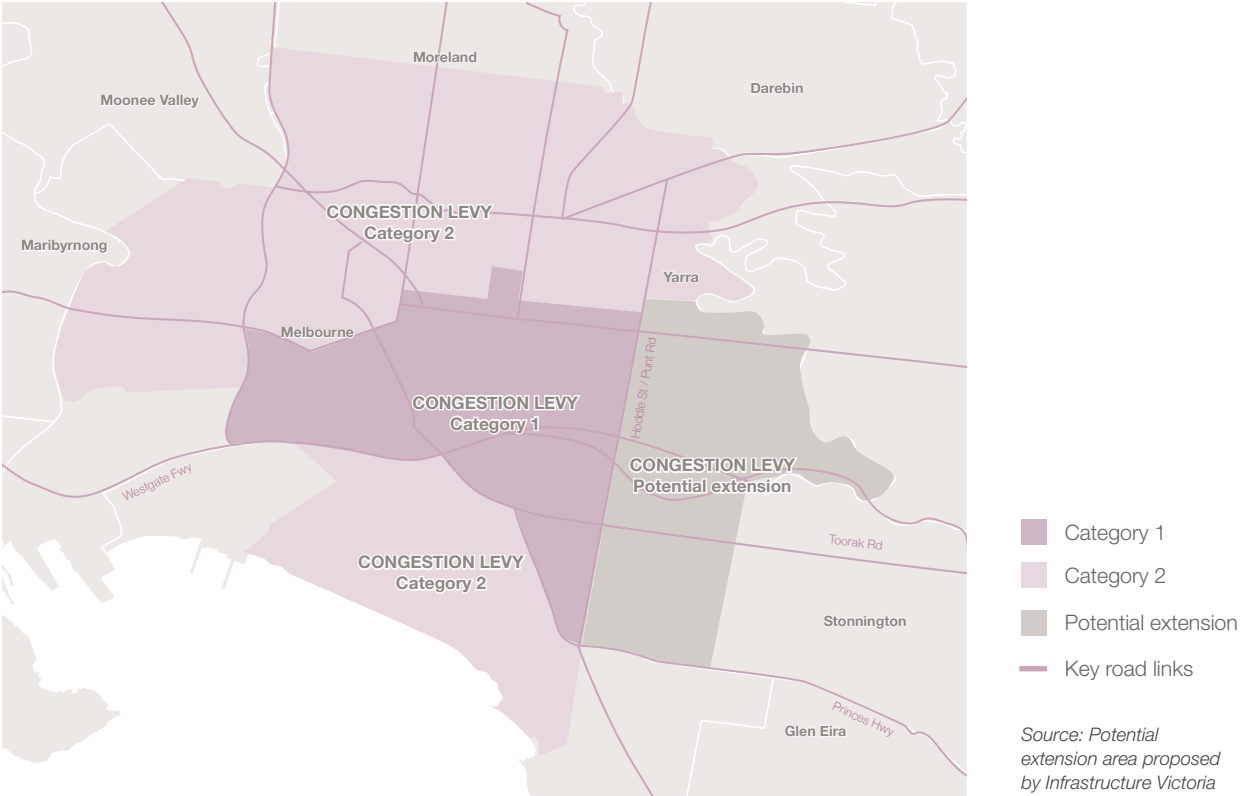 Moreland
Moonee Valley
Darebin
CONGESTION LEVY
Category 2
Maribyrnong
Yarra
Melbourne
Hoddle St / Punt Rd
CONGESTION LEVY
Category 1
CONGESTION LEVY
Potential extension
Westgate Fwy
Toorak Rd
CONGESTION LEVY
Category 2
Stonnington
Princes Hwy
Glen Eira
Category 1
Category 2
Potential extension
Key road links
Source: Potential
extension area proposed
by Infrastructure Victoria